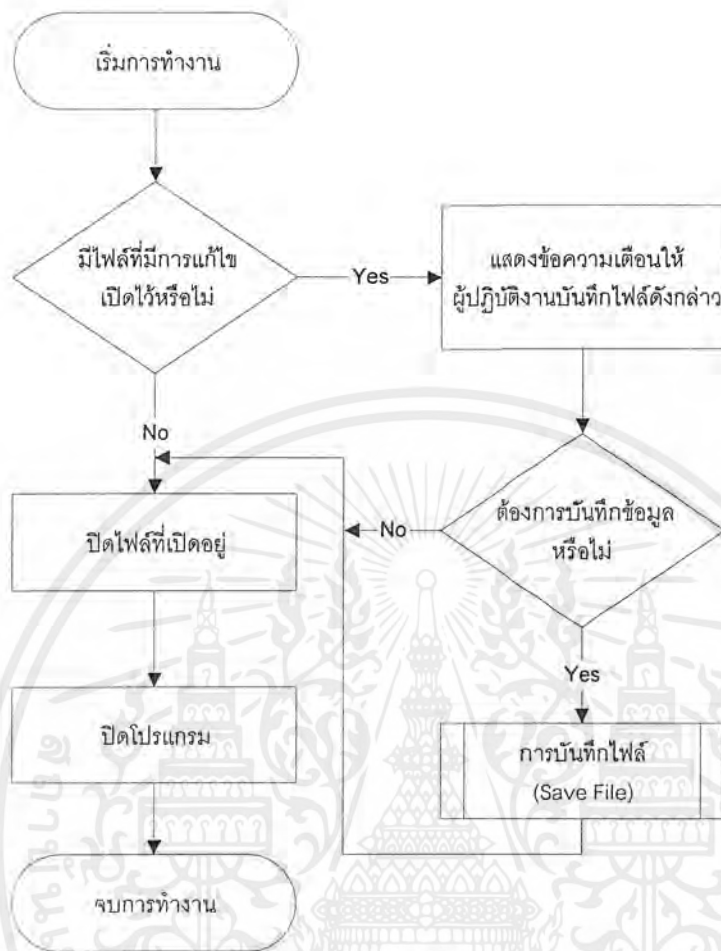 เริ่มการทำงาน
มีไฟล์ที่มีการแก้ไข
เปิดไว้หรือไม่
Yes
แสดงข้อความเตือนให้
ผู้ปฏิบัติงานบันทึกไฟล์ดังกล่าว
No
ต้องการบันทึกข้อมูล
หรือไม่
No
ปิดไฟล์ที่เปิดอยู่
Yes
ปิดโปรแกรม
การบันทึกไฟล์
(Save File)
จบการทำงาน